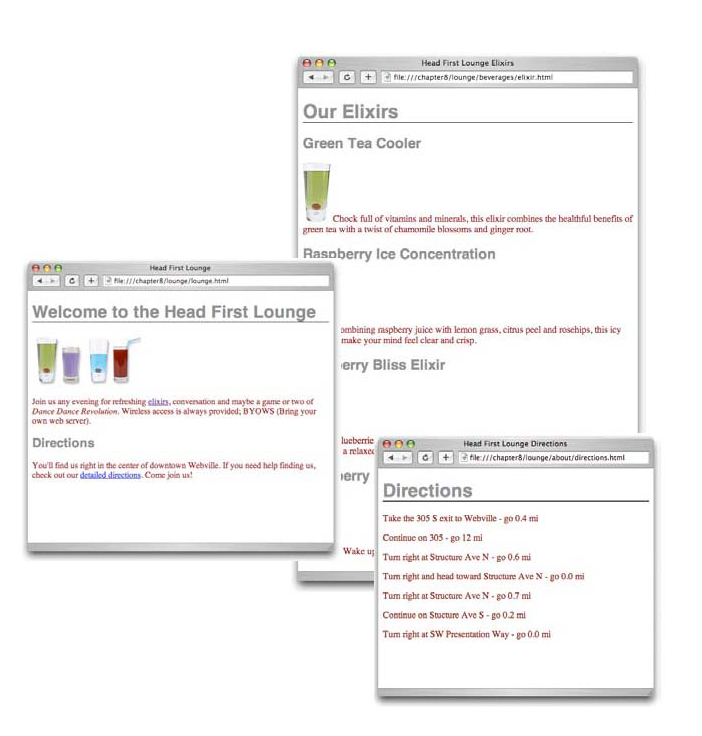 Head First Lounge Elixirs
file:///chapter8/lounge/beverages/elixir.html
Our Elixirs
Green Tea Cooler
Chock full of vitamins and minerals, this elixir combines the healthful benefits of
green tea with a twist of chamomile blossoms and ginger root.
Raspberry Ice Concentration
ombining raspberry juice with lemon grass, citrus peel and rosehips, this icy
make your mind feel clear and crisp.
erry Bliss Elixir
lueberrie
a relaxe
erry
Wake up
Head First Lounge
file:///chapter8/lounge/lounge.html
Welcome to the Head First Lounge
Join us any evening for refreshing elixirs, conversation and maybe a game or two of
Dance Dance Revolution. Wireless access is always provided; BYOWS (Bring your
own web server).
Directions
You'll find us right in the center of downtown Webville. If you need help finding us,
check out our detailed directions. Come join us!
Head First Lounge Directions
file:///chapter8/lounge/about/directions.html
Directions
Take the 305 S exit to Webville - go 0.4 mi
Continue on 305 - go 12 mi
Turn right at Structure Ave N - go 0.6 mi
Turn right and head toward Structure Ave N - go 0.0 mi
Turn right at Structure Ave N - go 0.7 mi
Continue on Stucture Ave S - go 0.2 mi
Turn right at SW Presentation Way - go 0.0 mi